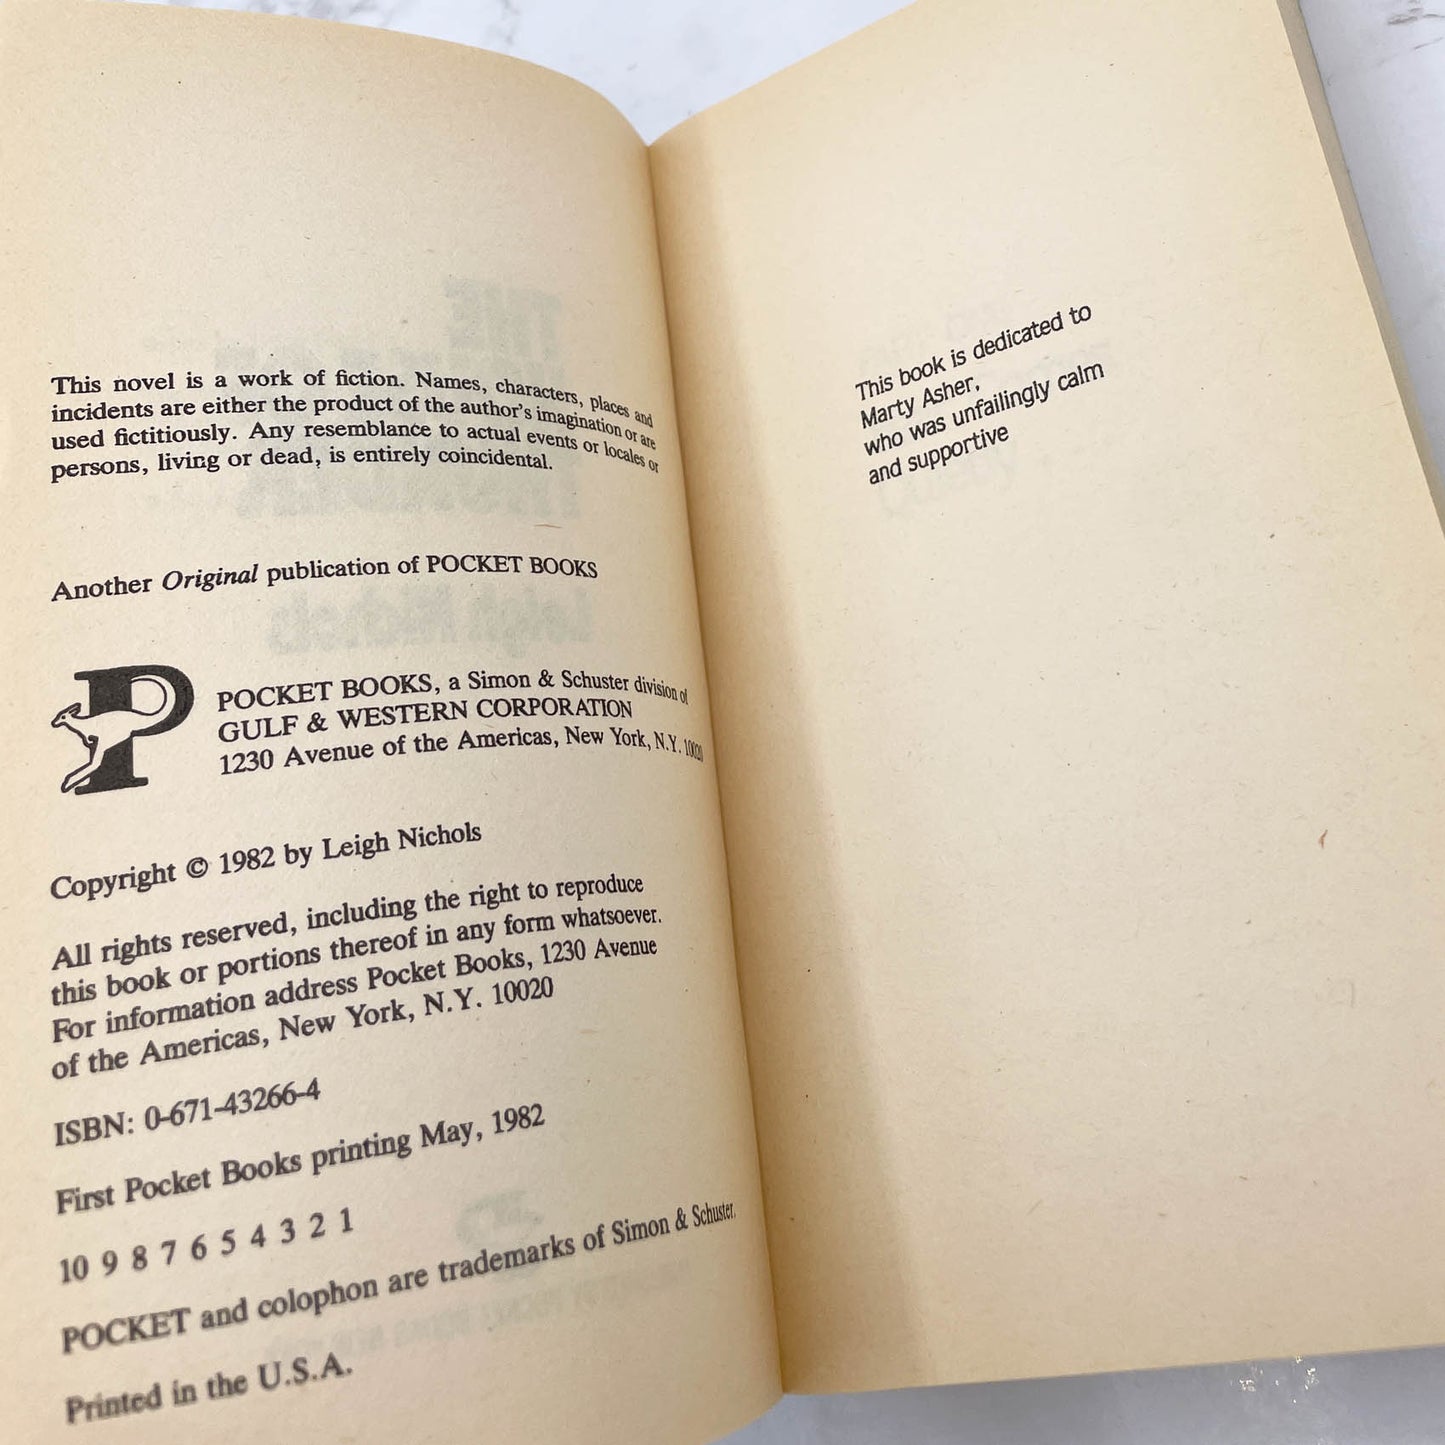 This novel is a work of fiction. Names, characters, places and
incidents are either the product of the author's imagination or are
used fictitiously. Any resemblance to actual events or locales or
persons, living or dead, is entirely coincidental.
Another Original publication of POCKET BOOKS
P
POCKET BOOKS, a Simon & Schuster division of
GULF & WESTERN CORPORATION
1230 Avenue of the Americas, New York, N.Y. 10020
Copyright © 1982 by Leigh Nichols
All rights reserved, including the right to reproduce
this book or portions thereof in any form whatsoever.
For information address Pocket Books, 1230 Avenue
of the Americas, New York, N.Y. 10020
ISBN: 0-671-43266-4
First Pocket Books printing May, 1982
10 9 8 7 6 5 4 3 2 1
POCKET and colophon are trademarks of Simon & Schuster.
Printed in the U.S.A.
This book is dedicated to
Marty Asher,
who was unfailingly calm
and supportive